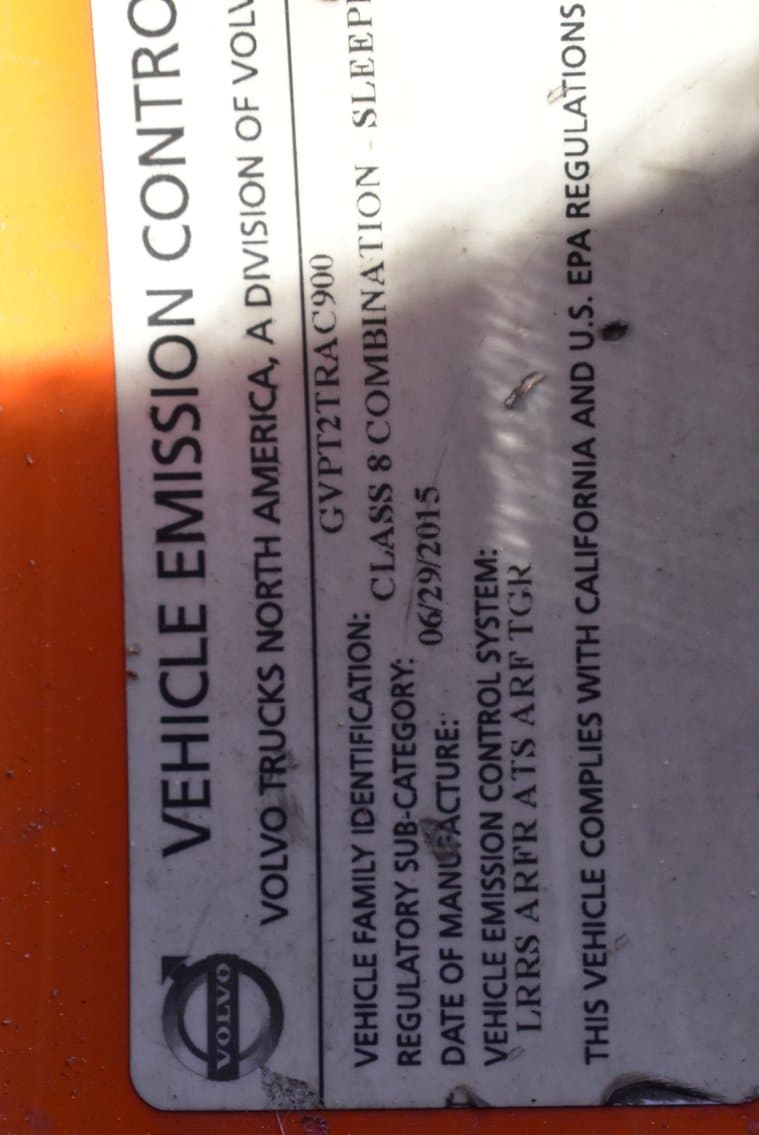 VEHICLE EMISSION CONTRO
VOLVO TRUCKS NORTH AMERICA, A DIVISION OF VOLV
VOLVO
VEHICLE FAMILY IDENTIFICATION: GVPT2TRAC900
REGULATORY SUB-CATEGORY: CLASS 8 COMBINATION - SLEEP
DATE OF MANUFACTURE: 06/29/2015
VEHICLE EMISSION CONTROL SYSTEM:
LRRS ARFR ATS ARF TGR
THIS VEHICLE COMPLIES WITH CALIFORNIA AND U.S. EPA REGULATIONS